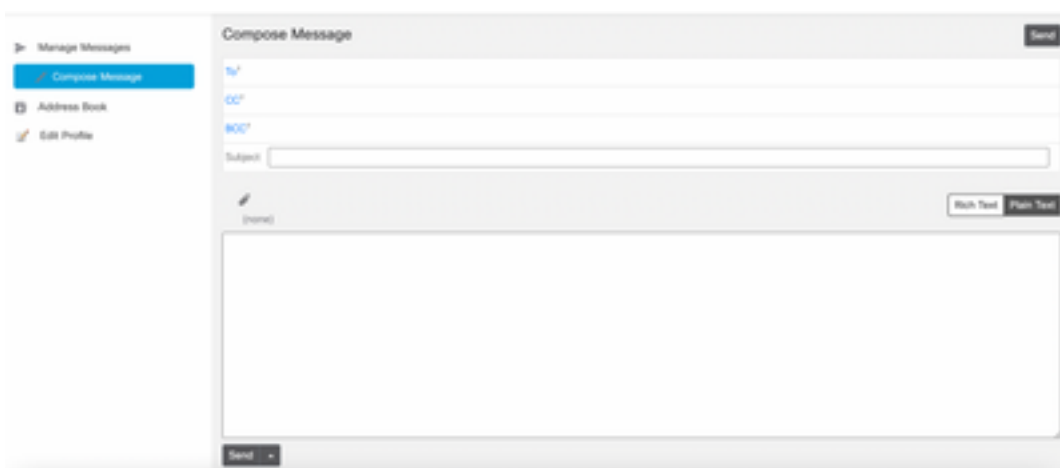 Manage Messages
Compose Message
Address Book
Edit Profile
Compose Message
Send
To*
CC*
BCC*
Subject:
(none)
Rich Text
Plain Text
Send